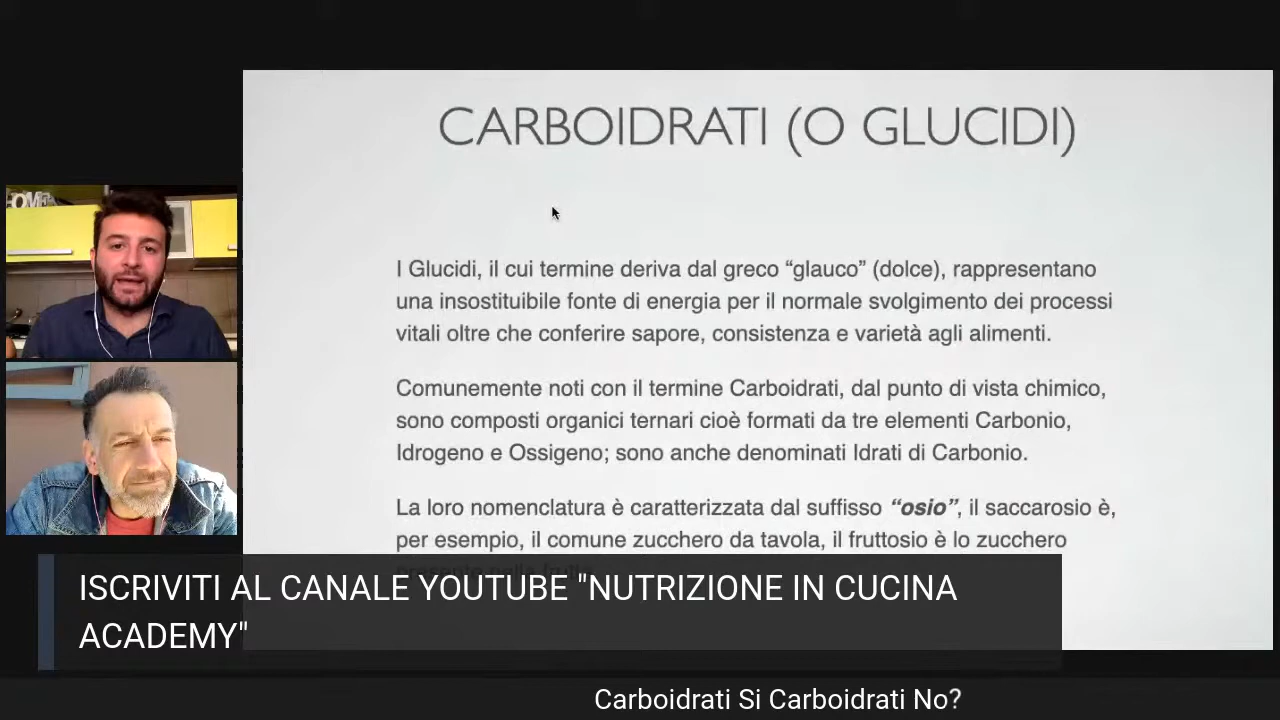 CARBOIDRATI (O GLUCIDI)
OME
I Glucidi, il cui termine deriva dal greco “glauco” (dolce), rappresentano
una insostituibile fonte di energia per il normale svolgimento dei processi
vitali oltre che conferire sapore, consistenza e varietà agli alimenti.
Comunemente noti con il termine Carboidrati, dal punto di vista chimico,
sono composti organici ternari cioè formati da tre elementi Carbonio,
Idrogeno e Ossigeno; sono anche denominati Idrati di Carbonio.
La loro nomenclatura è caratterizzata dal suffisso “osio”, il saccarosio è,
per esempio, il comune zucchero da tavola, il fruttosio è lo zucchero
presente nella frutta
ISCRIVITI AL CANALE YOUTUBE "NUTRIZIONE IN CUCINA
ACADEMY"
Carboidrati Si Carboidrati No?